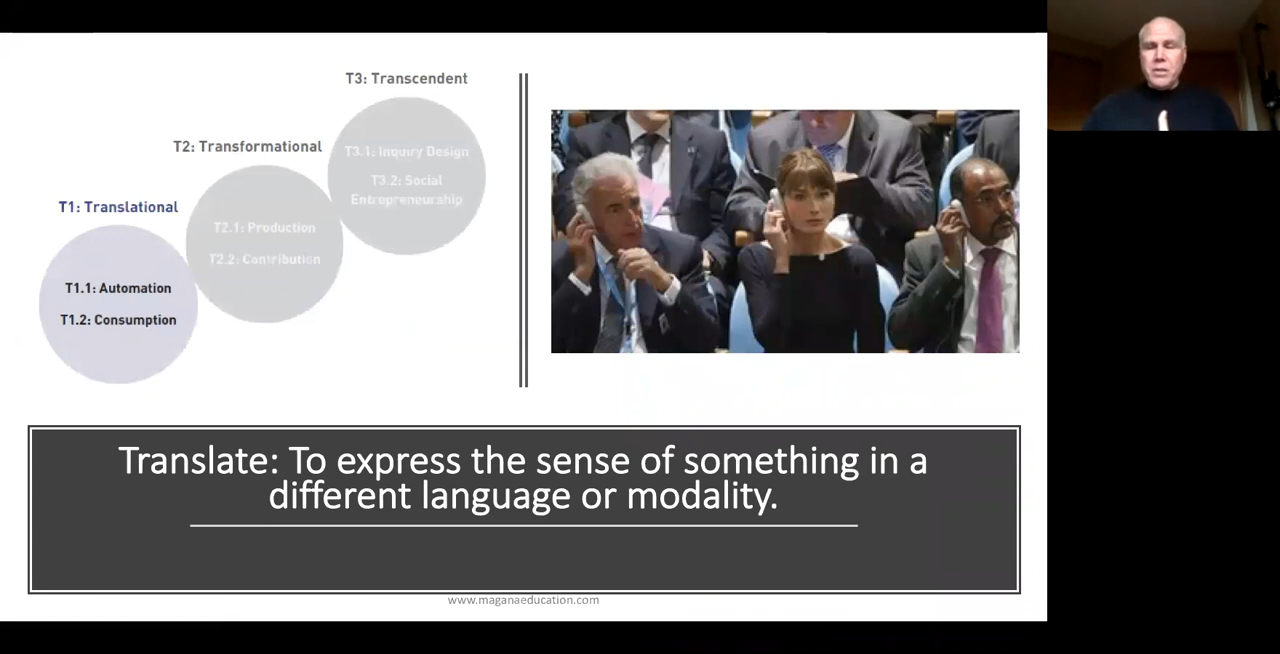 T3: Transcendent
T3.1: Inquiry Design
T3.2: Social
Entrepreneurship
T2: Transformational
T2.1: Production
T2.2: Contribution
T1: Translational
T1.1: Automation
T1.2: Consumption
Translate: To express the sense of something in a
different language or modality.
www.maganaeducation.com